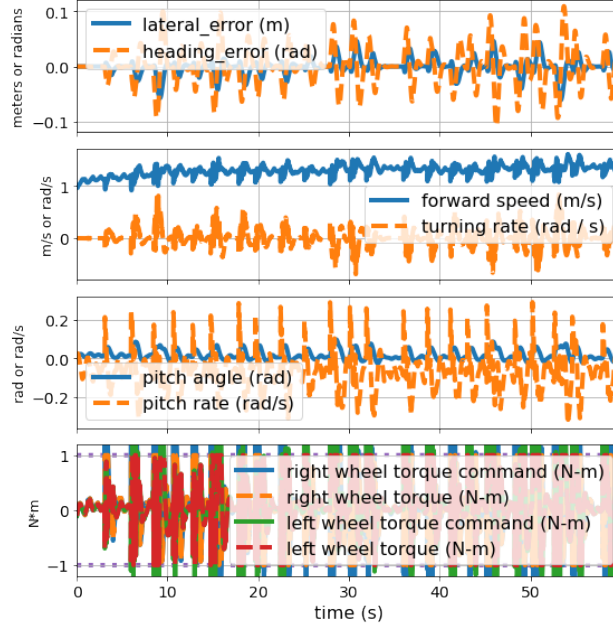 0.1
0.0
−0.1
meters or radians
lateral_error (m)
heading_error (rad)
1
0
m/s or rad/s
forward speed (m/s)
turning rate (rad / s)
0.2
0.0
−0.2
rad or rad/s
pitch angle (rad)
pitch rate (rad/s)
1
0
−1
N*m
right wheel torque command (N-m)
right wheel torque (N-m)
left wheel torque command (N-m)
left wheel torque (N-m)
0 10 20 30 40 50
time (s)